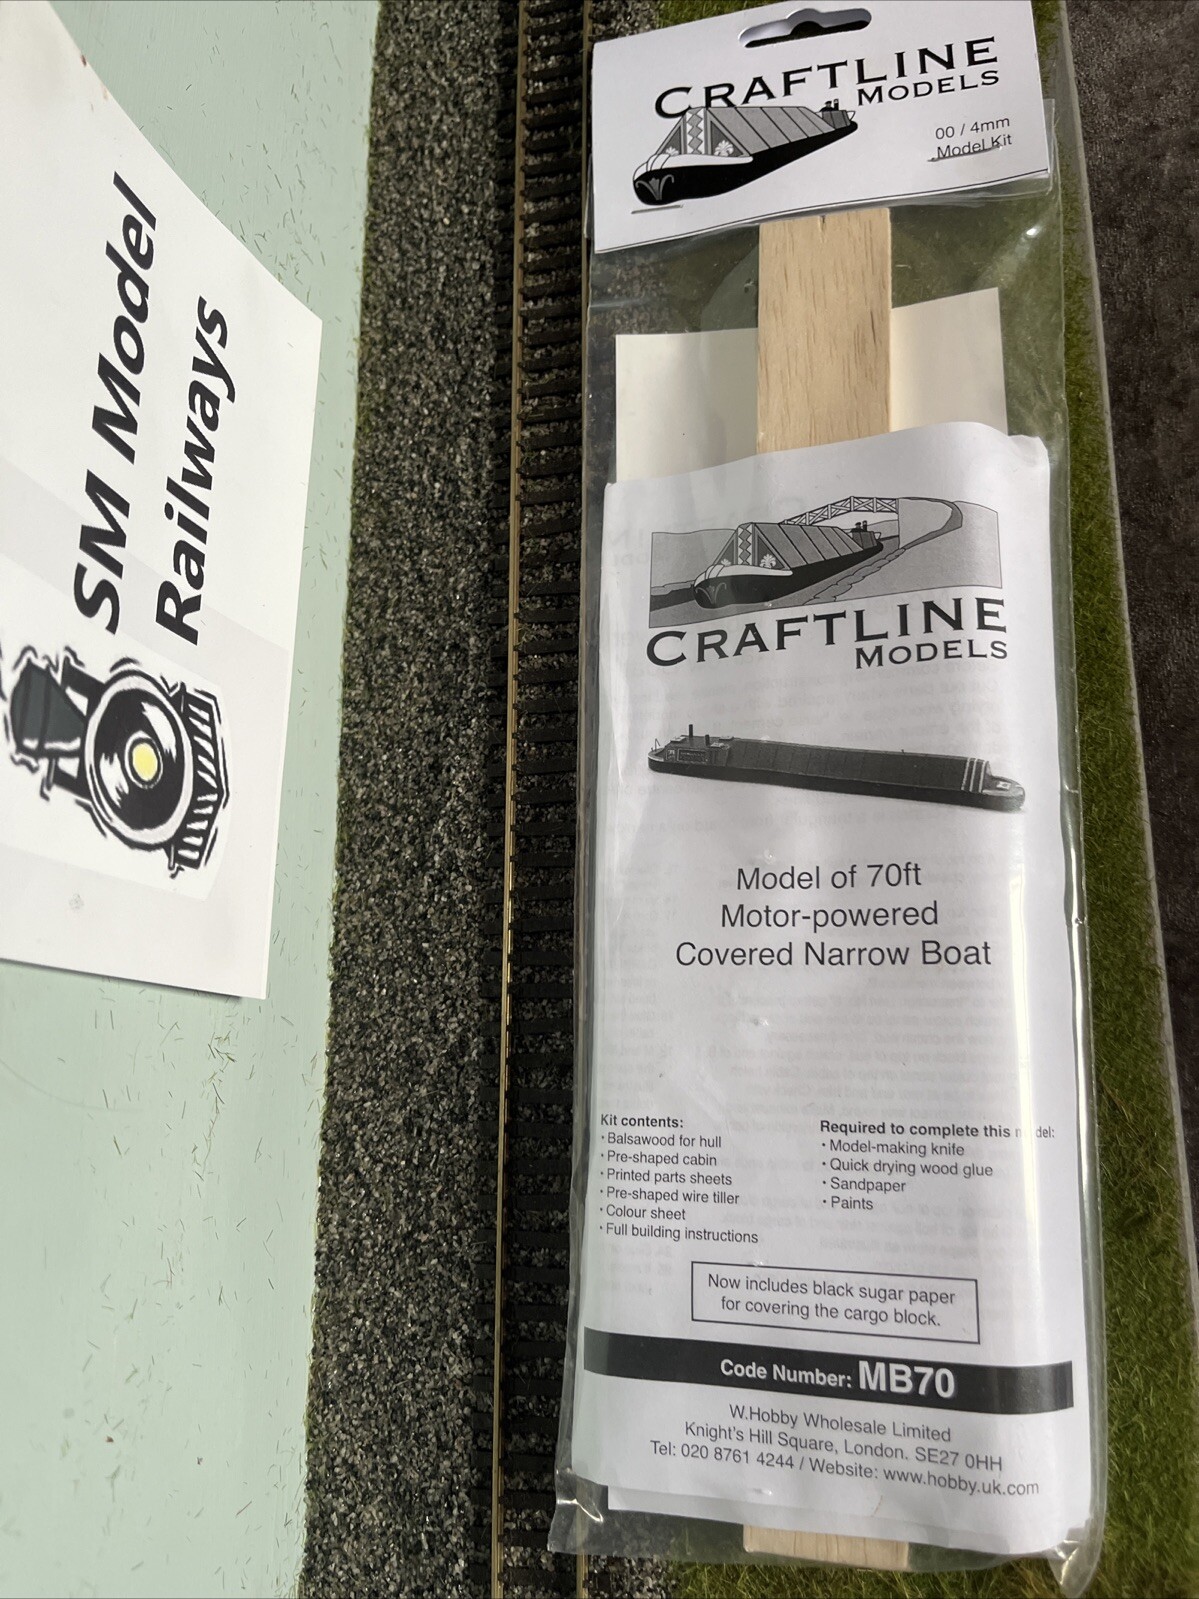 SM Model
Railways
CRAFTLINE
MODELS
00 / 4mm
Model Kit
CRAFTLINE
MODELS
Model of 70ft
Motor-powered
Covered Narrow Boat
Kit contents:
· Balsawood for hull
· Pre-shaped cabin
· Printed parts sheets
· Pre-shaped wire tiller
· Colour sheet
· Full building instructions
Required to complete this model:
· Model-making knife
· Quick drying wood glue
· Sandpaper
· Paints
Now includes black sugar paper
for covering the cargo block.
Code Number: MB70
W.Hobby Wholesale Limited
Knight's Hill Square, London. SE27 0HH
Tel: 020 8761 4244 / Website: www.hobby.uk.com